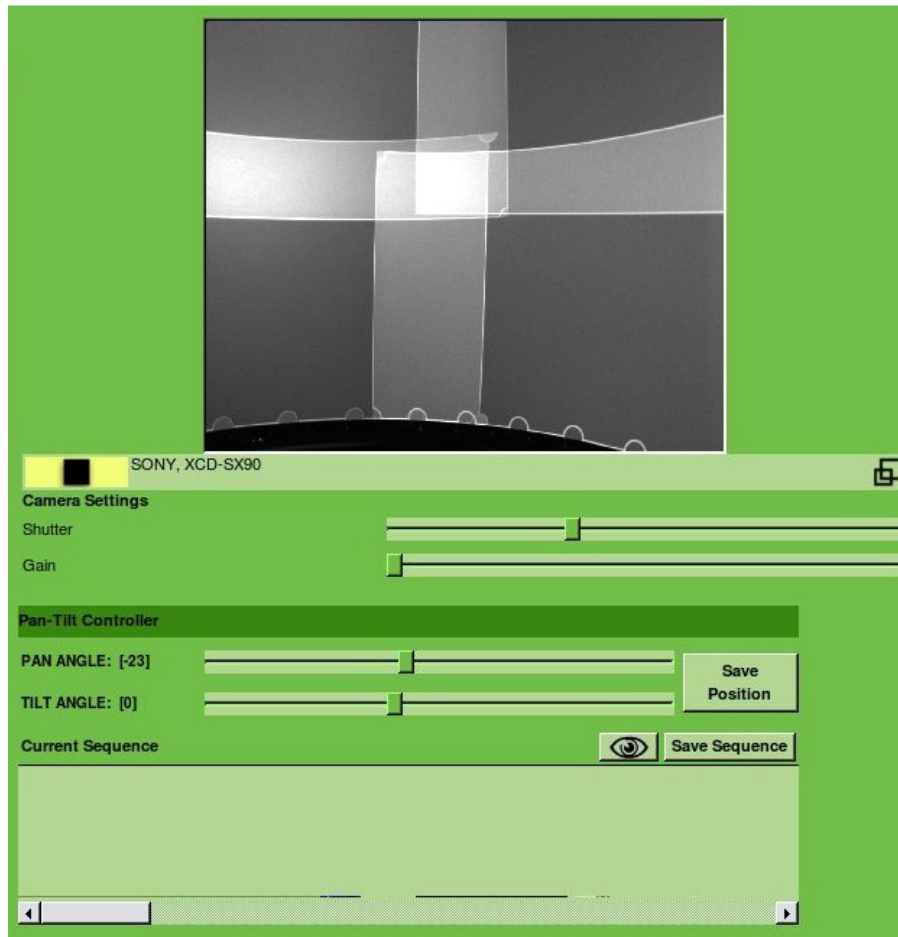 SONY, XCD-SX90
Camera Settings
Shutter
Gain
Pan-Tilt Controller
PAN ANGLE: [-23]
Save
Position
TILT ANGLE: [0]
Current Sequence
Save Sequence